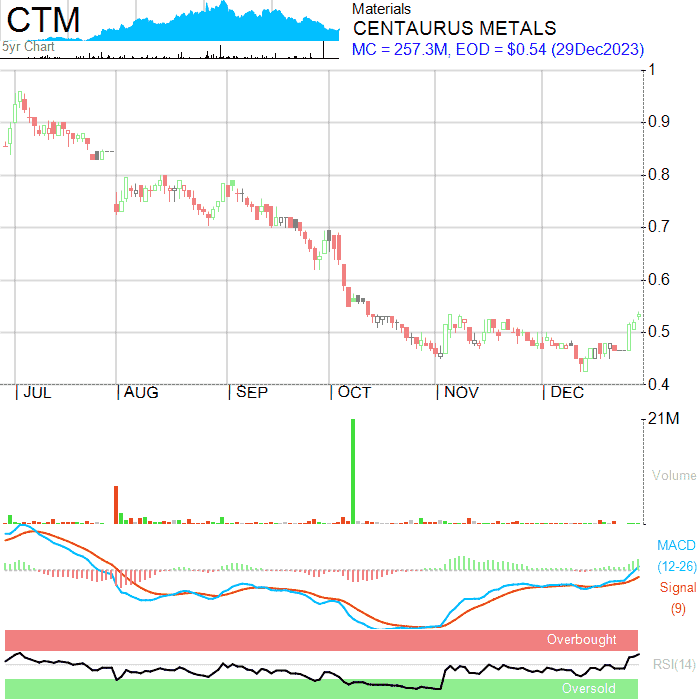 CTM
5yr Chart
Materials
CENTAURUS METALS
MC = 257.3M, EOD = $0.54 (29Dec2023)
1
0.9
0.8
0.7
0.6
0.5
0.4
JUL AUG SEP OCT NOV DEC
21M
Volume
MACD
(12-26)
Signal
(9)
Overbought
RSI(14)
Oversold